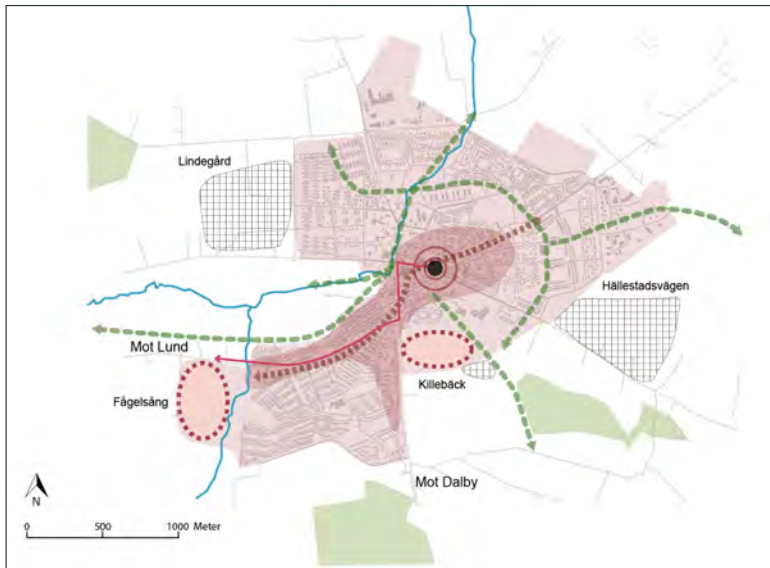 Lindegård
Hällestadsvägen
Mot Lund
Killebäck
Fågelsång
Mot Dalby
N
0 500 1000 Meter